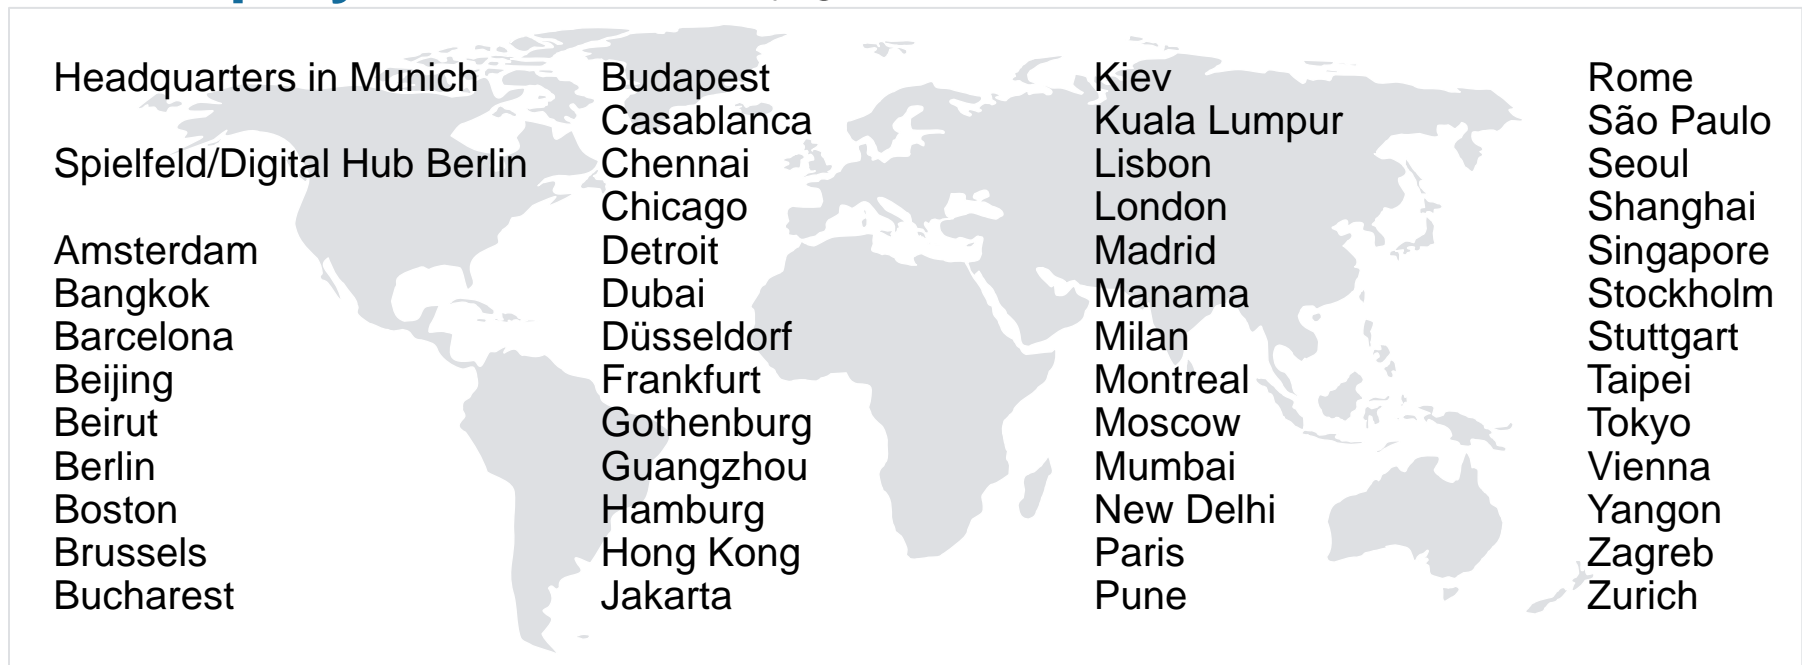 Headquarters in Munich
Spielfeld/Digital Hub Berlin
Amsterdam
Bangkok
Barcelona
Beijing
Beirut
Berlin
Boston
Brussels
Bucharest
Budapest
Casablanca
Chennai
Chicago
Detroit
Dubai
Düsseldorf
Frankfurt
Gothenburg
Guangzhou
Hamburg
Hong Kong
Jakarta
Kiev
Kuala Lumpur
Lisbon
London
Madrid
Manama
Milan
Montreal
Moscow
Mumbai
New Delhi
Paris
Pune
Rome
São Paulo
Seoul
Shanghai
Singapore
Stockholm
Stuttgart
Taipei
Tokyo
Vienna
Yangon
Zagreb
Zurich